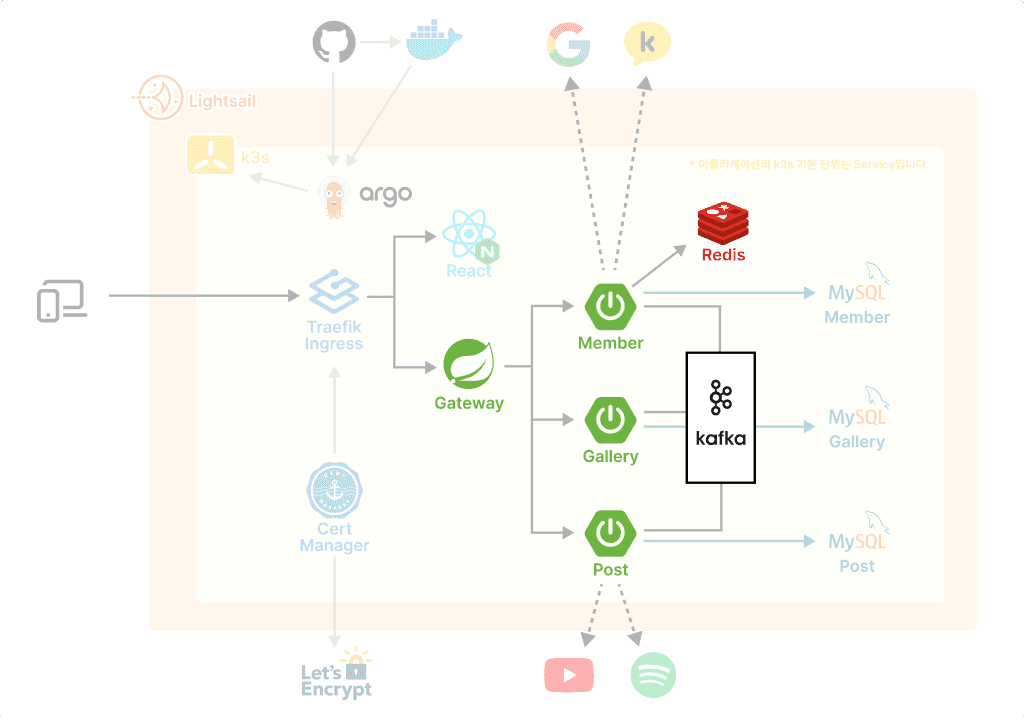 Lightsail
k3s
* 어플리케이션의 k3s 기본 단위는 Service입니다.
argo
React
Redis
MySQL
Member
Traefik
Ingress
Member
Gateway
kafka
MySQL
Gallery
Gallery
Cert
Manager
MySQL
Post
Post
Let's
Encrypt